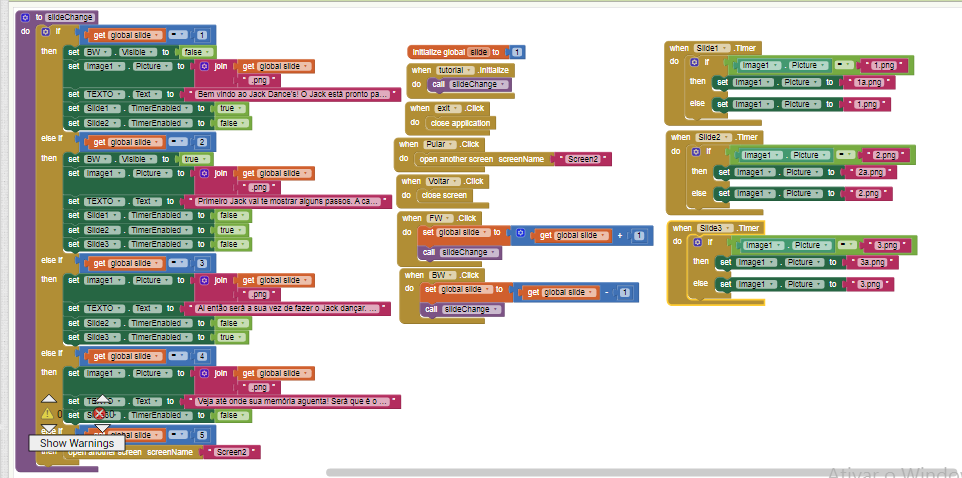 to slideChange
do if get global slide = 1
then set BW . Visible to false
set Image1 . Picture to join get global slide
" .png "
set TEXTO . Text to " Bem vindo ao Jack Dance's! O Jack está pronto pa... "
set Slide1 . TimerEnabled to true
set Slide2 . TimerEnabled to false
else if get global slide = 2
then set BW . Visible to true
set Image1 . Picture to join get global slide
" .png "
set TEXTO . Text to " Primeiro Jack vai te mostrar alguns passos. A ca... "
set Slide1 . TimerEnabled to false
set Slide2 . TimerEnabled to true
set Slide3 . TimerEnabled to false
else if get global slide = 3
then set Image1 . Picture to join get global slide
" .png "
set TEXTO . Text to " Aí então será a sua vez de fazer o Jack dançar. ... "
set Slide2 . TimerEnabled to false
set Slide3 . TimerEnabled to true
else if get global slide = 4
then set Image1 . Picture to join get global slide
" .png "
set TEXTO . Text to " Veja até onde sua memória aguenta! Será que é o ... "
set . TimerEnabled to false
0 0
if get global slide = 5
Show Warnings
then open another screen screenName " Screen2 "
initialize global slide to 1
when tutorial . Initialize
do call slideChange
when exit . Click
do close application
when Pular . Click
do open another screen screenName " Screen2 "
when Voltar . Click
do close screen
when FW . Click
do set global slide to get global slide + 1
call slideChange
when BW . Click
do set global slide to get global slide - 1
call slideChange
when Slide1 . Timer
do if Image1 . Picture = " 1.png "
then set Image1 . Picture to " 1a.png "
else set Image1 . Picture to " 1.png "
when Slide2 . Timer
do if Image1 . Picture = " 2.png "
then set Image1 . Picture to " 2a.png "
else set Image1 . Picture to " 2.png "
when Slide3 . Timer
do if Image1 . Picture = " 3.png "
then set Image1 . Picture to " 3a.png "
else set Image1 . Picture to " 3.png "
Ativar o Window